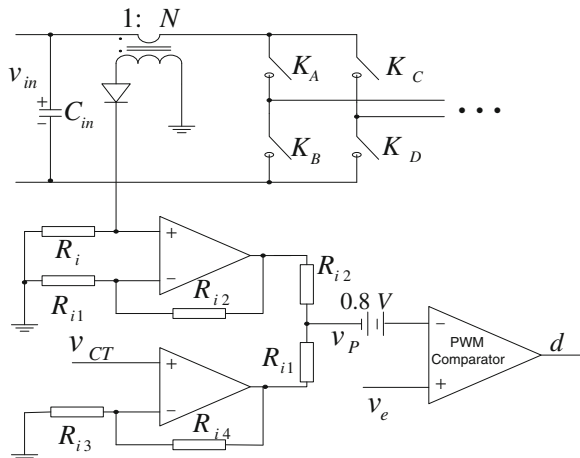 1: N
v_in
+
−
C_in
K_A
K_C
K_B
K_D
R_i
+
−
R_i1
R_i2
R_i2
0.8 V
v_P
v_CT
+
−
R_i1
−
PWM
Comparator
+
d
v_e
R_i3
R_i4